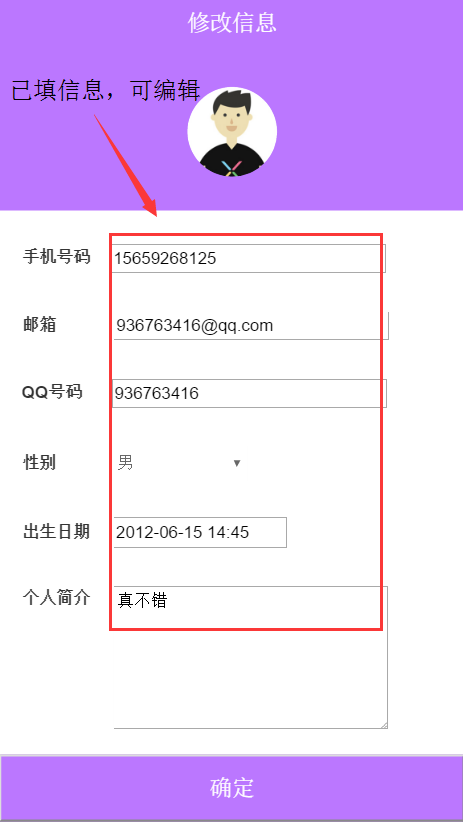 修改信息
已填信息，可编辑
手机号码 15659268125
邮箱 936763416@qq.com
QQ号码 936763416
性别 男
出生日期 2012-06-15 14:45
个人简介 真不错
确定